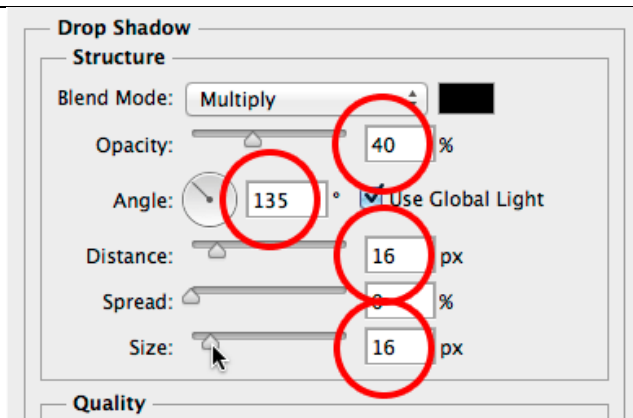 Drop Shadow
Structure
Blend Mode: Multiply
Opacity: 40 %
Angle: 135 ° Use Global Light
Distance: 16 px
Spread: 0 %
Size: 16 px
Quality